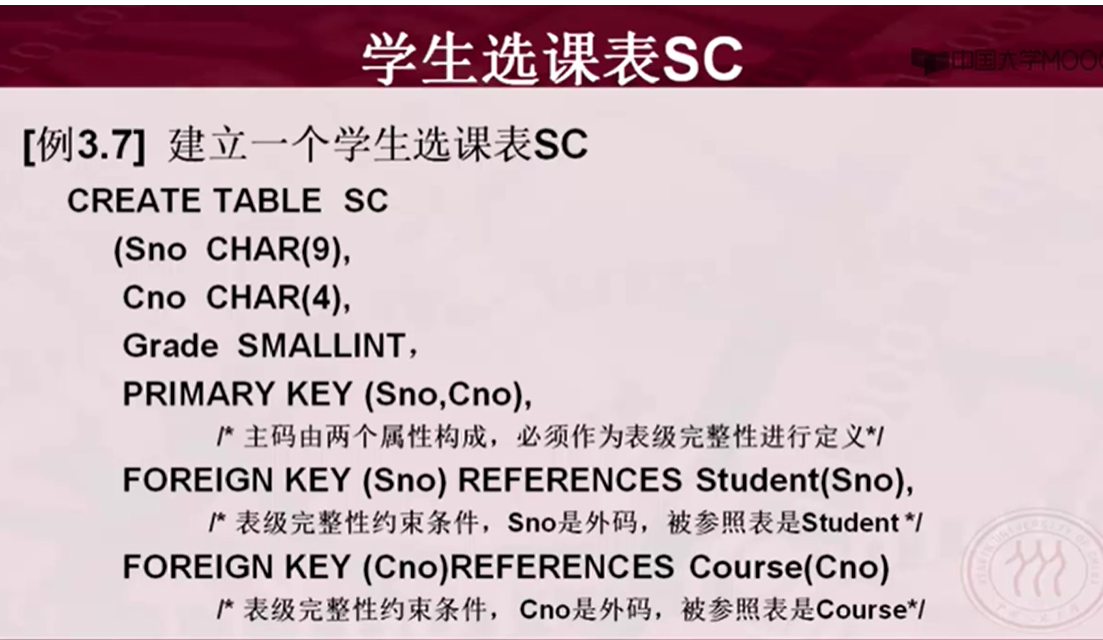 学生选课表SC
中国大学MOOC
[例3.7] 建立一个学生选课表SC
CREATE TABLE SC
(Sno CHAR(9),
Cno CHAR(4),
Grade SMALLINT，
PRIMARY KEY (Sno,Cno),
/* 主码由两个属性构成，必须作为表级完整性进行定义*/
FOREIGN KEY (Sno) REFERENCES Student(Sno),
/* 表级完整性约束条件，Sno是外码，被参照表是Student */
FOREIGN KEY (Cno)REFERENCES Course(Cno)
/* 表级完整性约束条件， Cno是外码，被参照表是Course*/